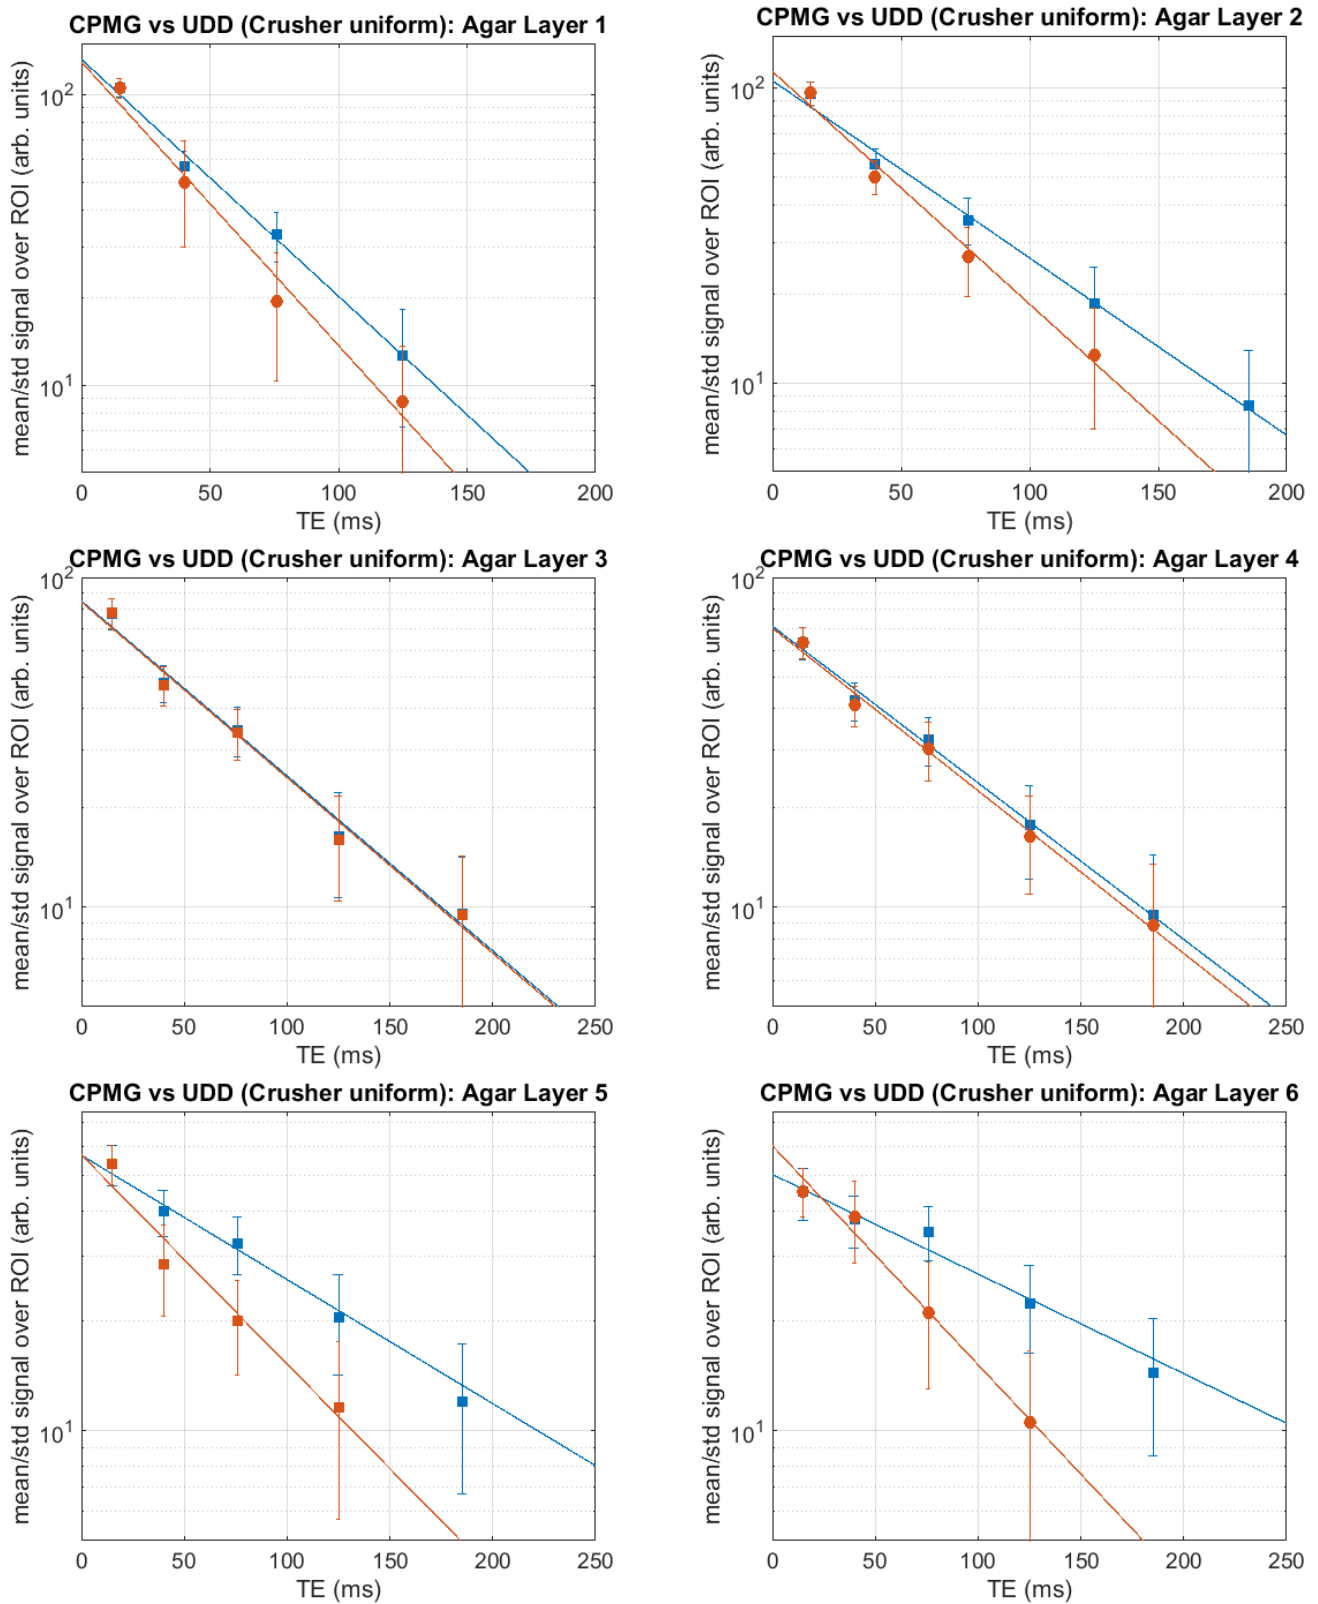 CPMG vs UDD (Crusher uniform): Agar Layer 1
mean/std signal over ROI (arb. units)
10^2
10^1
0 50 100 150 200
TE (ms)
CPMG vs UDD (Crusher uniform): Agar Layer 2
mean/std signal over ROI (arb. units)
10^2
10^1
0 50 100 150 200
TE (ms)
CPMG vs UDD (Crusher uniform): Agar Layer 3
mean/std signal over ROI (arb. units)
10^2
10^1
0 50 100 150 200 250
TE (ms)
CPMG vs UDD (Crusher uniform): Agar Layer 4
mean/std signal over ROI (arb. units)
10^2
10^1
0 50 100 150 200 250
TE (ms)
CPMG vs UDD (Crusher uniform): Agar Layer 5
mean/std signal over ROI (arb. units)
10^1
0 50 100 150 200 250
TE (ms)
CPMG vs UDD (Crusher uniform): Agar Layer 6
mean/std signal over ROI (arb. units)
10^1
0 50 100 150 200 250
TE (ms)